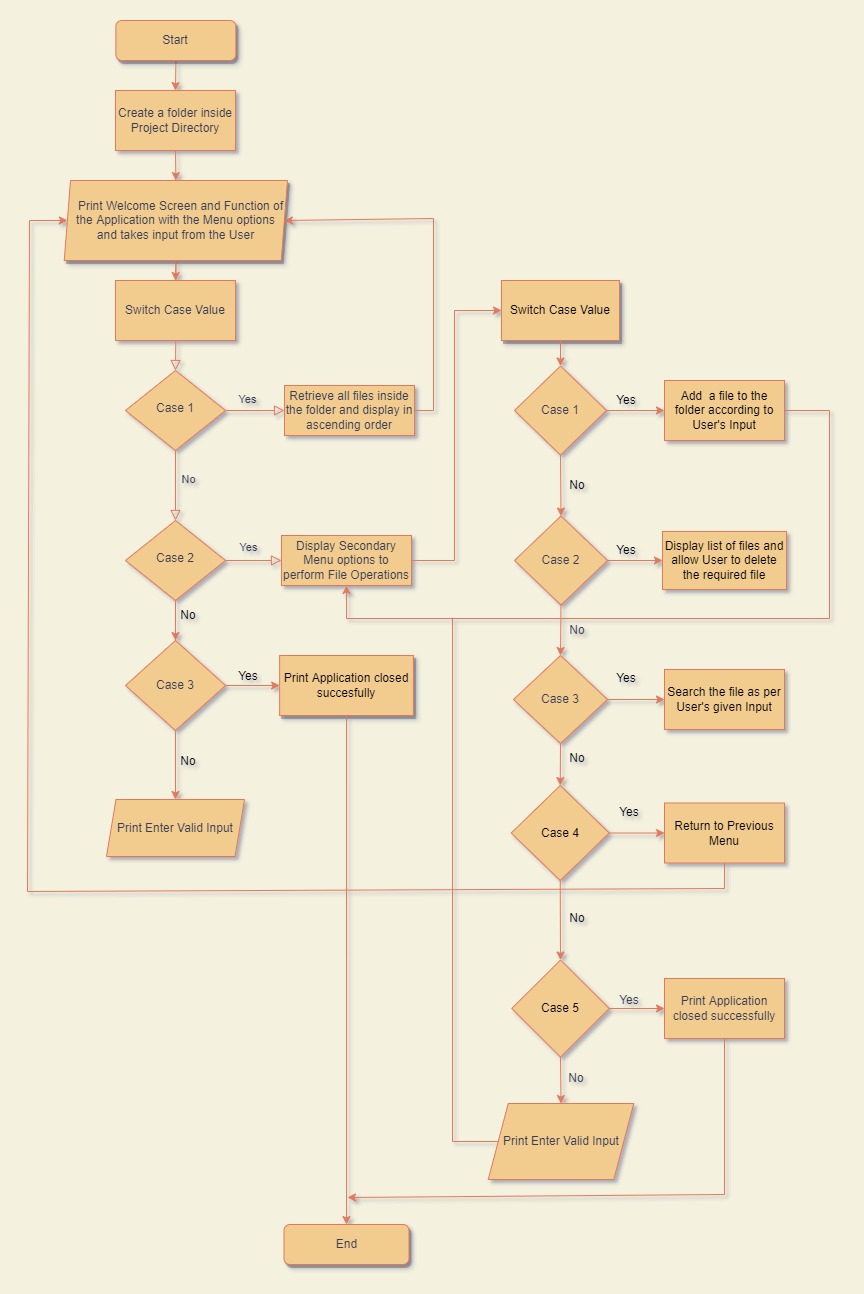 Start
Create a folder inside
Project Directory
Print Welcome Screen and Function of
the Application with the Menu options
and takes input from the User
Switch Case Value
Case 1
Yes
Retrieve all files inside
the folder and display in
ascending order
No
Case 2
Yes
Display Secondary
Menu options to
perform File Operations
No
Case 3
Yes
Print Application closed
succesfully
No
Print Enter Valid Input
Switch Case Value
Case 1
Yes
Add a file to the
folder according to
User's Input
No
Case 2
Yes
Display list of files and
allow User to delete
the required file
No
Case 3
Yes
Search the file as per
User's given Input
No
Case 4
Yes
Return to Previous
Menu
No
Case 5
Yes
Print Application
closed successfully
No
Print Enter Valid Input
End